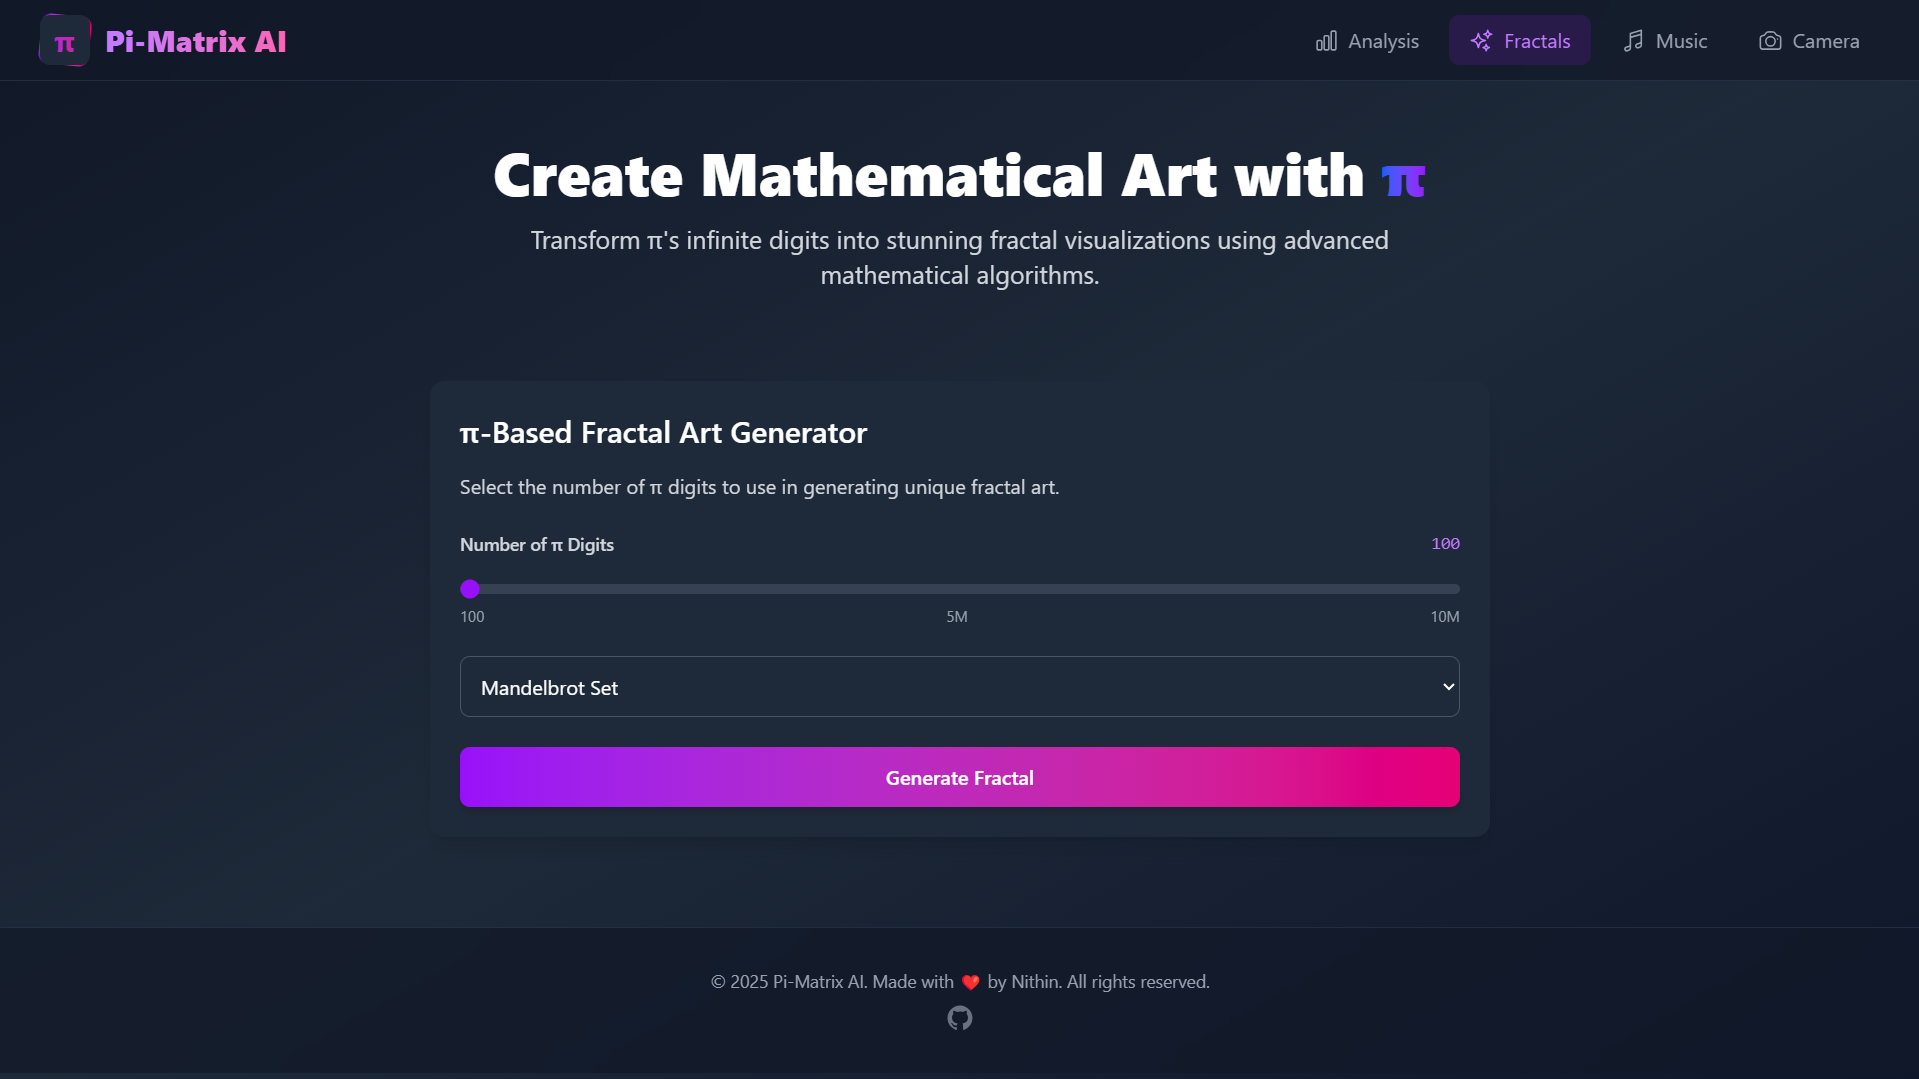 π Pi-Matrix AI
Analysis
Fractals
Music
Camera
Create Mathematical Art with π
Transform π's infinite digits into stunning fractal visualizations using advanced
mathematical algorithms.
π-Based Fractal Art Generator
Select the number of π digits to use in generating unique fractal art.
Number of π Digits 100
100 5M 10M
Mandelbrot Set
Generate Fractal
© 2025 Pi-Matrix AI. Made with ❤️ by Nithin. All rights reserved.